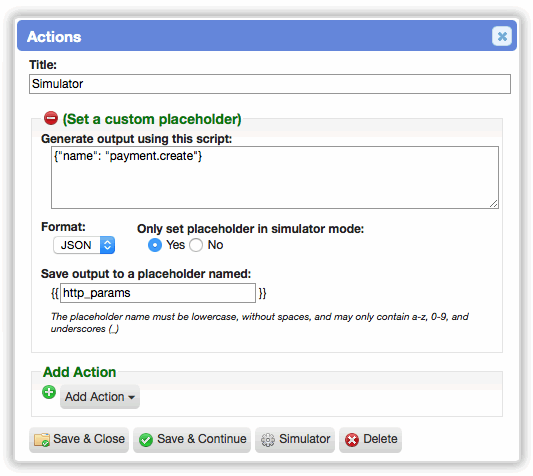 Actions
Title:
Simulator
(Set a custom placeholder)
Generate output using this script:
{"name": "payment.create"}
Format: Only set placeholder in simulator mode:
JSON Yes No
Save output to a placeholder named:
{{ http_params }}
The placeholder name must be lowercase, without spaces, and may only contain a-z, 0-9, and
underscores (_)
Add Action
Add Action
Save & Close Save & Continue Simulator Delete